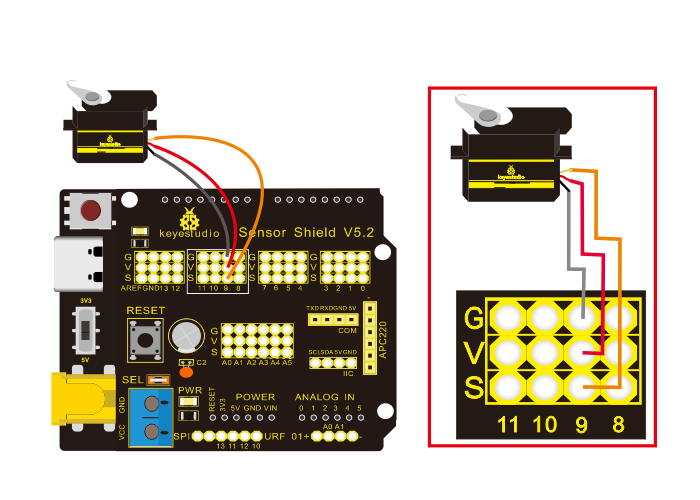 keyestudio
keyestudio
keyestudio Sensor Shield V5.2
G
V
S
AREF GND 13 12
G
V
S
11 10 9 8
G
V
S
7 6 5 4
G
V
S
3 2 1 0
3V3
5V
RESET
G
V
S
A0 A1 A2 A3 A4 A5
C2
TXD RXD GND 5V
COM
SCL SDA 5V GND
IIC
-
+
APC220
SEL
PWR
GND
VCC
RESET
3V3
5V GND VIN
POWER
ANALOG IN
0 1 2 3 4 5
A0 A1
SPI
URF
01+
-
13 11 12 11 10
G
V
S
11 10 9 8